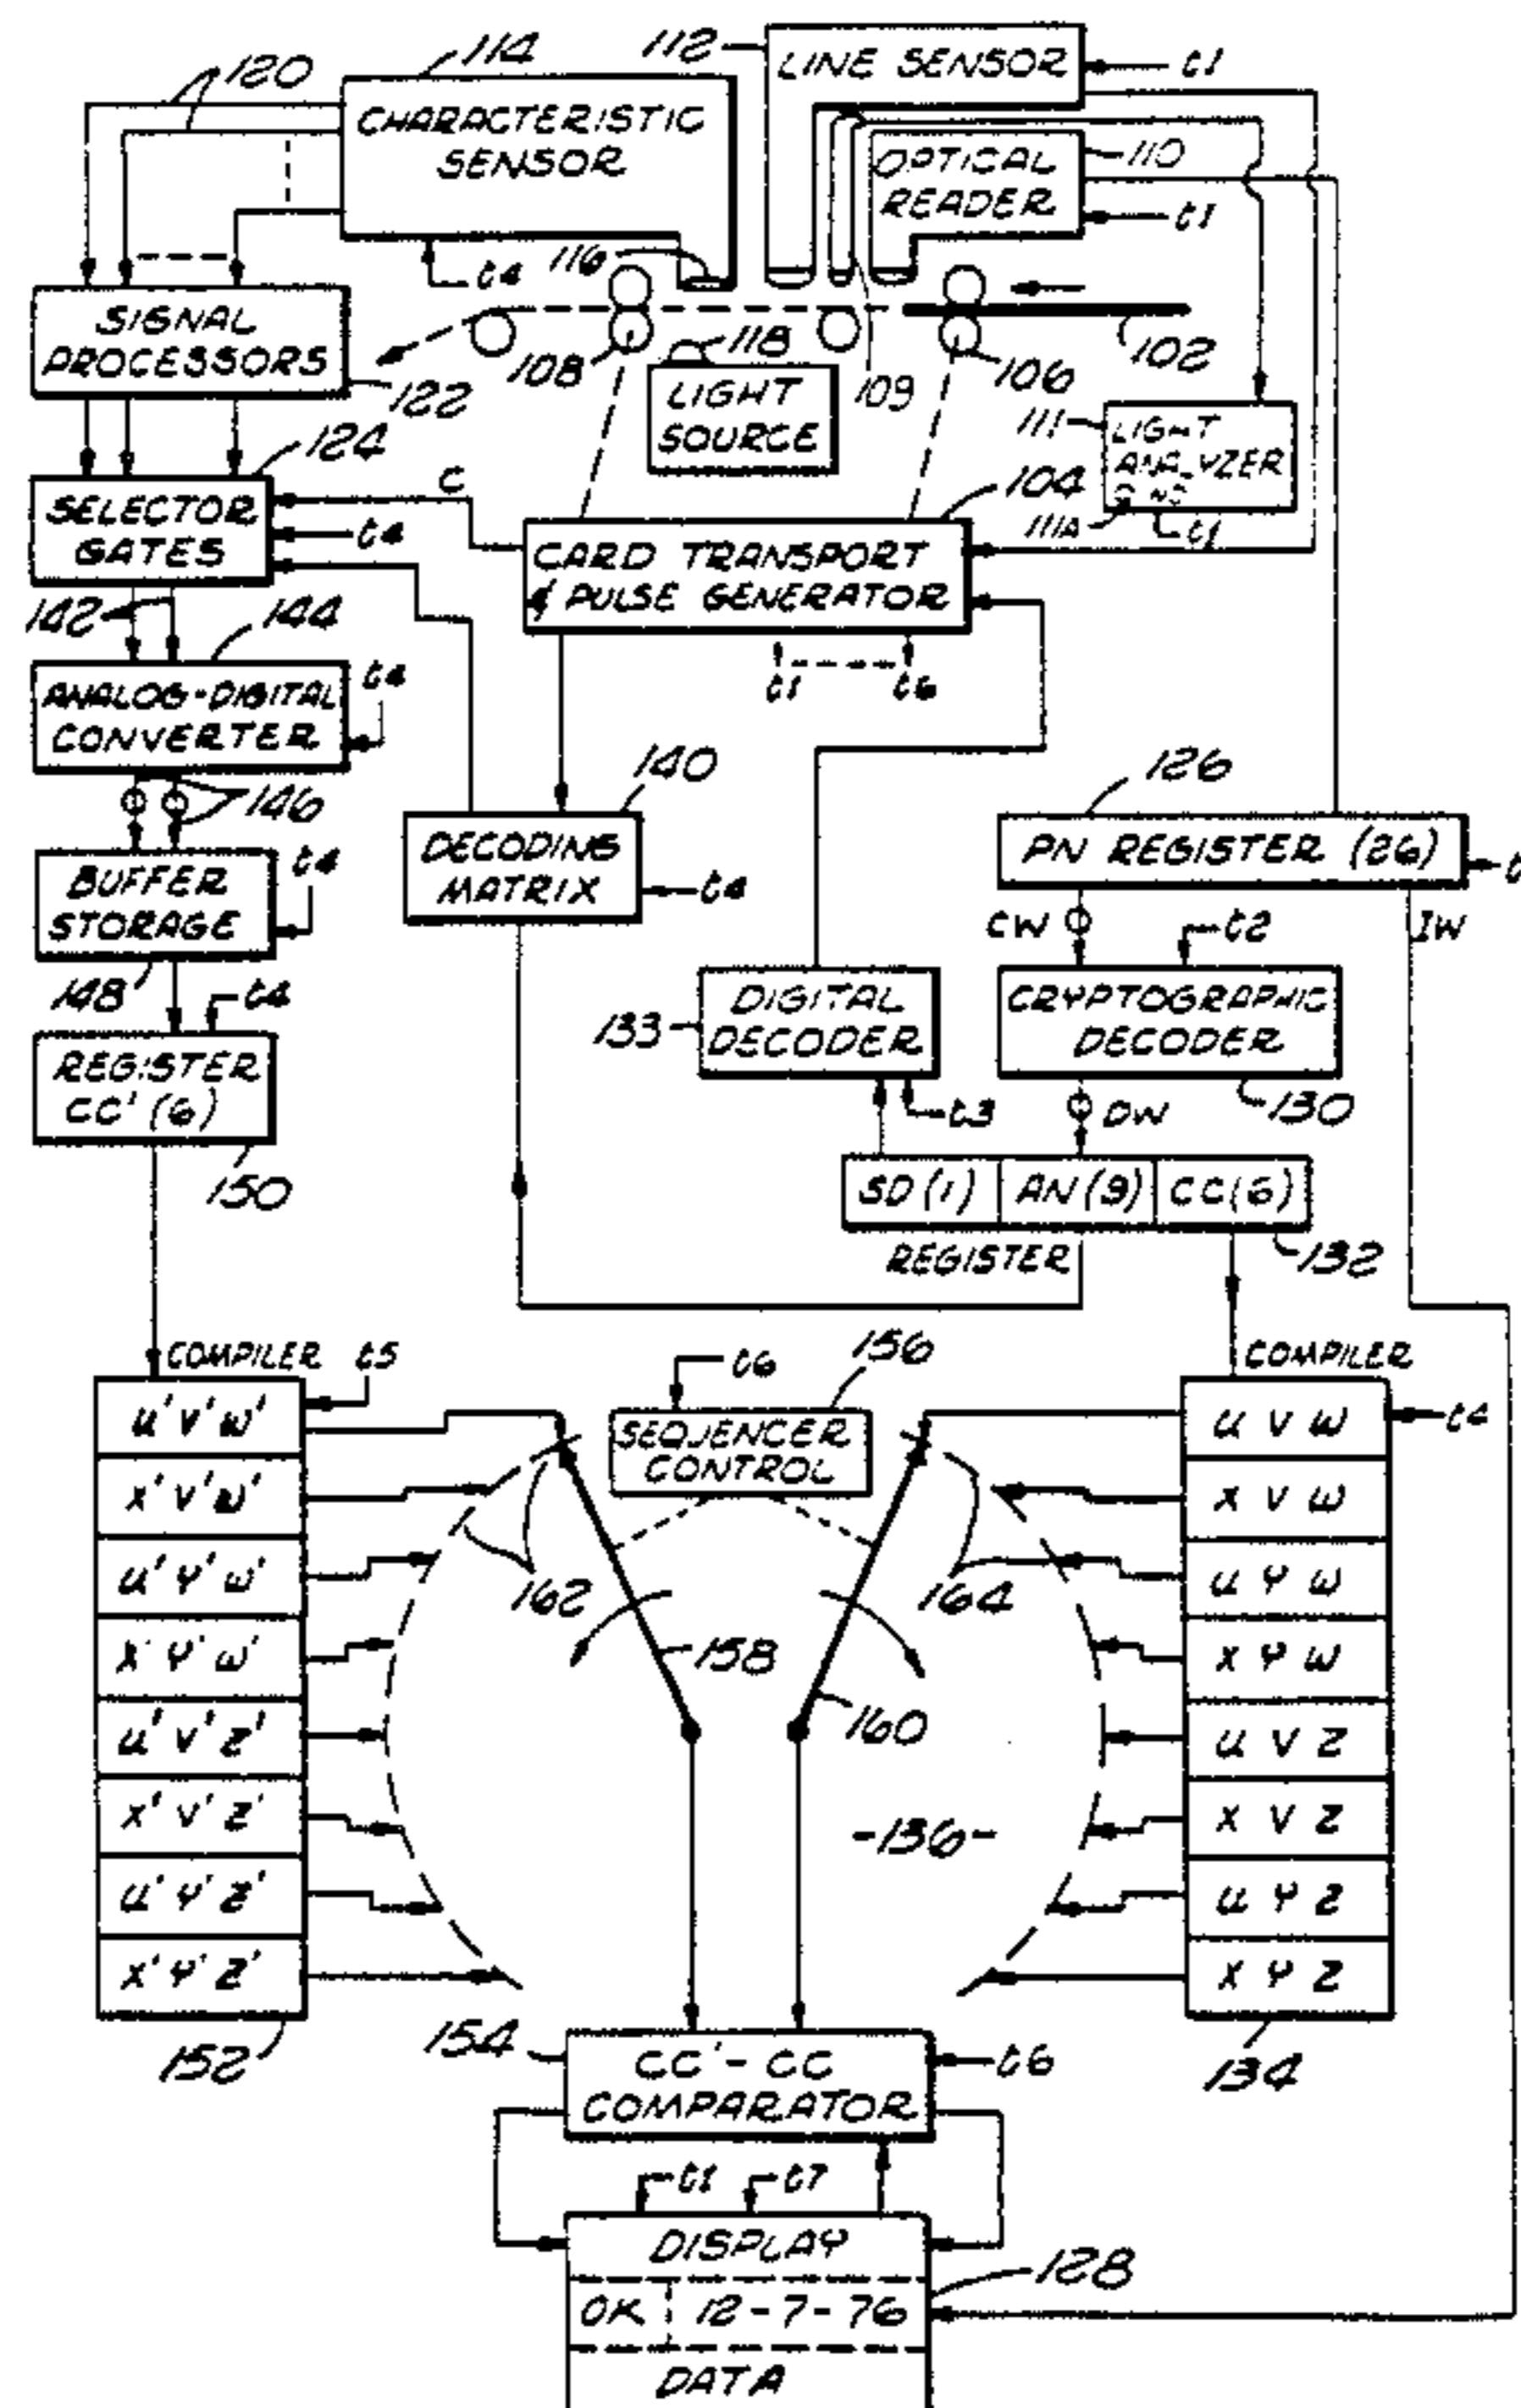 114
112
LINE SENSOR
t1
120
CHARACTERISTIC
SENSOR
OPTICAL
READER
110
t1
t4
116
SIGNAL
PROCESSORS
122
108
118
LIGHT
SOURCE
109
106
102
111
LIGHT
111A
t1
124
C
104
SELECTOR
GATES
t4
CARD TRANSPORT
& PULSE GENERATOR
142
144
t1
t6
ANALOG-DIGITAL
CONVERTER
t4
146
140
126
DECODING
MATRIX
t4
PN REGISTER (26)
BUFFER
STORAGE
t4
CW
t2
IW
148
t4
133
DIGITAL
DECODER
CRYPTOGRAPHIC
DECODER
REGISTER
CC' (6)
t3
DW
130
150
SD (1)
AN (9)
CC (6)
REGISTER
132
COMPILER
t5
t6
156
COMPILER
U' V' W'
SEQUENCER
CONTROL
U V W
X' V' W'
X V W
U' Y' W'
162
164
U Y W
X' Y' W'
158
X Y W
U' V' Z'
160
U V Z
X' V' Z'
-136-
X V Z
U' Y' Z'
U Y Z
X' Y' Z'
X Y Z
152
154
CC' - CC
COMPARATOR
t6
134
t1
t7
DISPLAY
128
OK
12-7-76
DATA